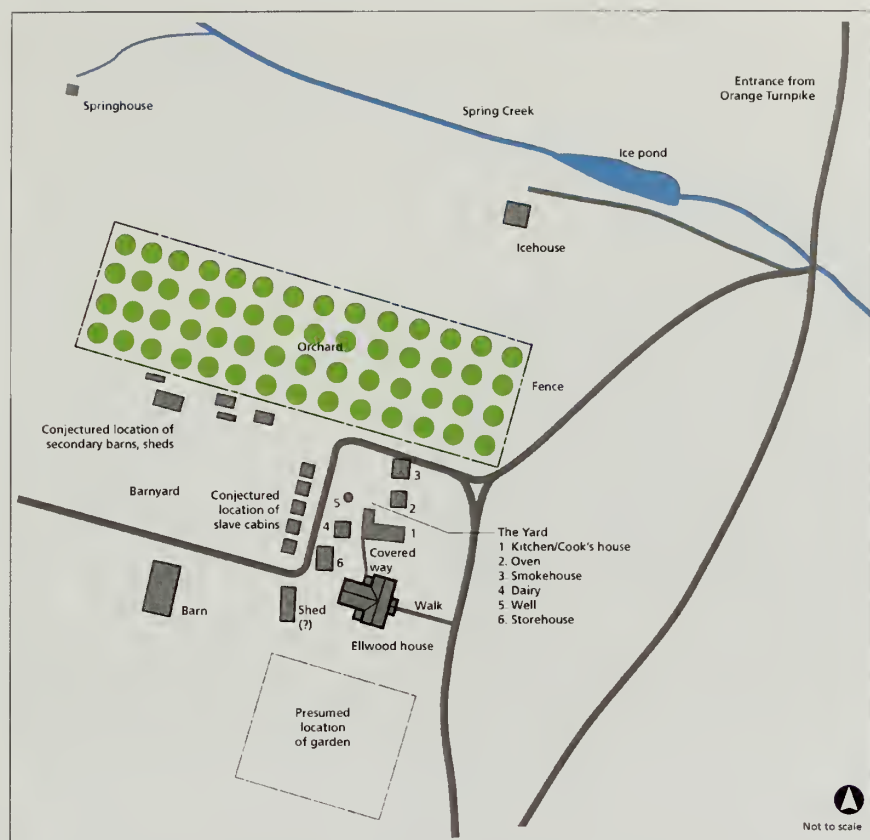 Entrance from
Orange Turnpike
Springhouse
Spring Creek
Ice pond
Icehouse
Orchard
Fence
Conjectured location of
secondary barns, sheds
Barnyard
Conjectured
location of
slave cabins
3
5
2
4
1
6
Covered
way
The Yard
1 Kitchen/Cook's house
2. Oven
3. Smokehouse
4 Dairy
5. Well
6. Storehouse
Barn
Shed
(?)
Walk
Ellwood house
Presumed
location
of garden
Not to scale